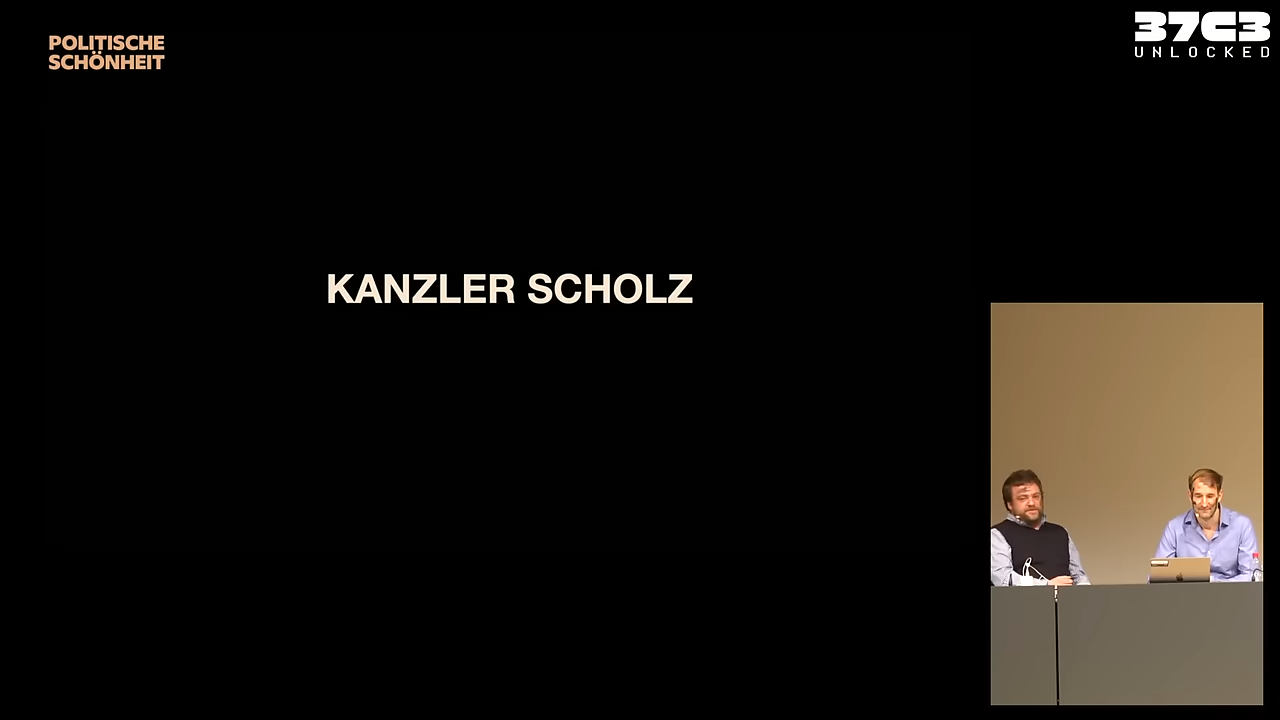 POLITISCHE
SCHÖNHEIT
37C3
UNLOCKED
KANZLER SCHOLZ